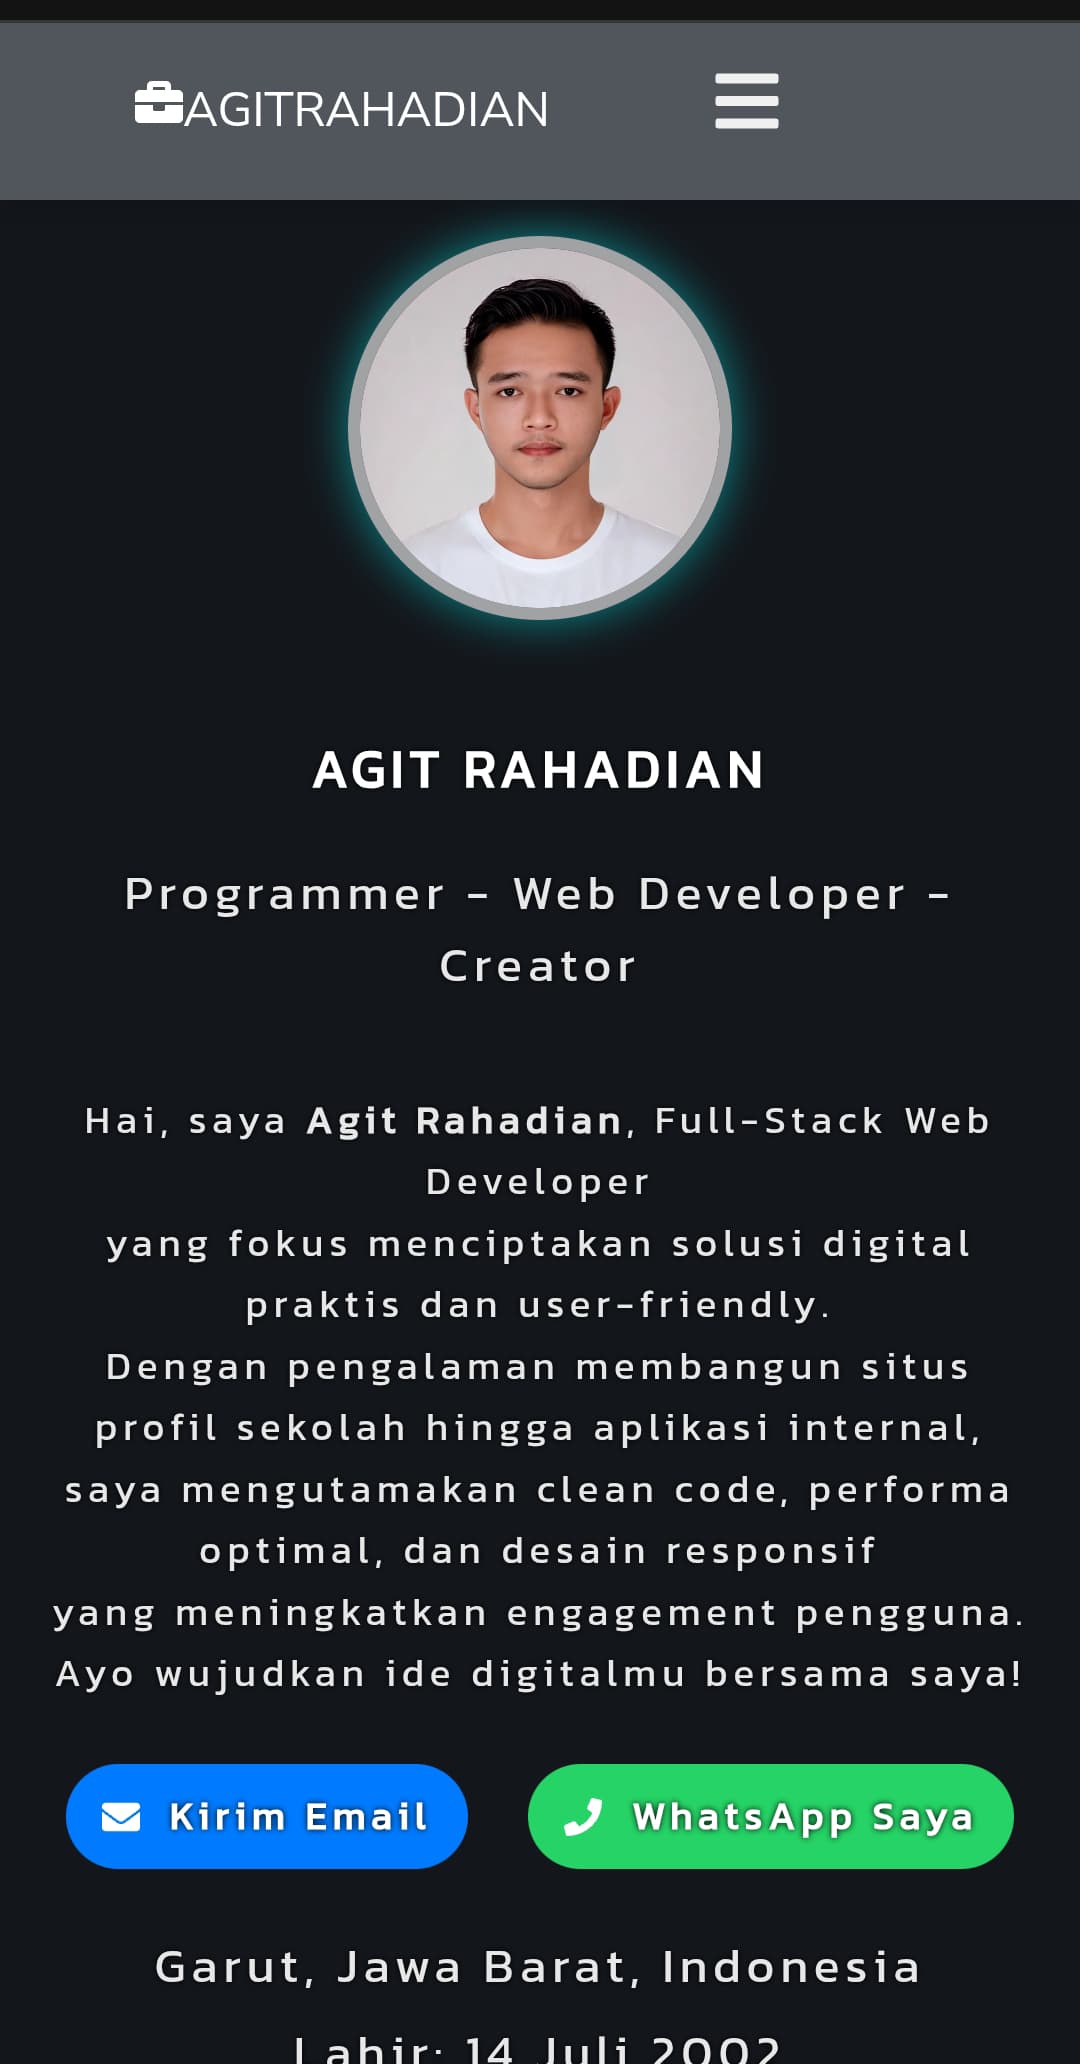 AGITRAHADIAN
AGIT RAHADIAN
Programmer - Web Developer -
Creator
Hai, saya Agit Rahadian, Full-Stack Web
Developer
yang fokus menciptakan solusi digital
praktis dan user-friendly.
Dengan pengalaman membangun situs
profil sekolah hingga aplikasi internal,
saya mengutamakan clean code, performa
optimal, dan desain responsif
yang meningkatkan engagement pengguna.
Ayo wujudkan ide digitalmu bersama saya!
Kirim Email
WhatsApp Saya
Garut, Jawa Barat, Indonesia
Lahir: 14 Juli 2002